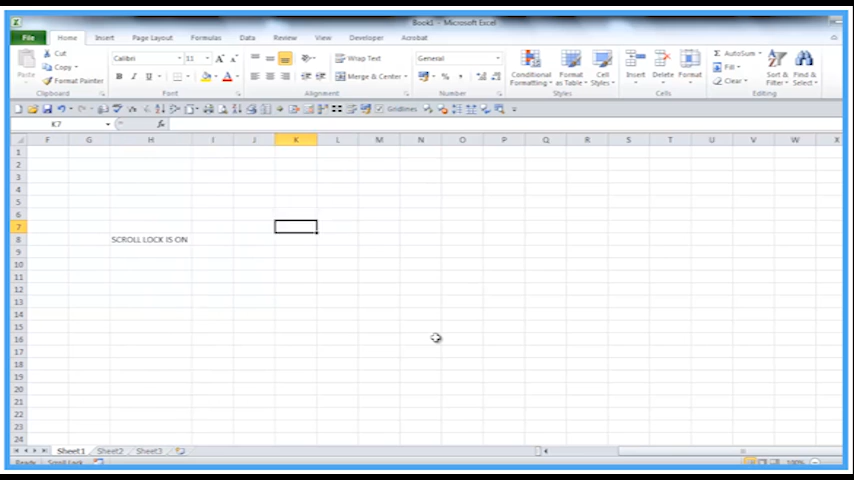 Book1 - Microsoft Excel
File Home Insert Page Layout Formulas Data Review View Developer Acrobat
Paste Cut Copy Format Painter Clipboard
Calibri 11 B I U A Font
Wrap Text Merge & Center Alignment
General % Number
Conditional Formatting Format as Table Cell Styles Styles
Insert Delete Format Cells
AutoSum Fill Clear Sort & Filter Find & Select Editing
Gridlines
K7 fx
F G H I J K L M N O P Q R S T U V W X
1
2
3
4
5
6
7
8 SCROLL LOCK IS ON
9
10
11
12
13
14
15
16
17
18
19
20
21
22
23
24
Sheet1 Sheet2 Sheet3
Ready Scroll Lock 100%